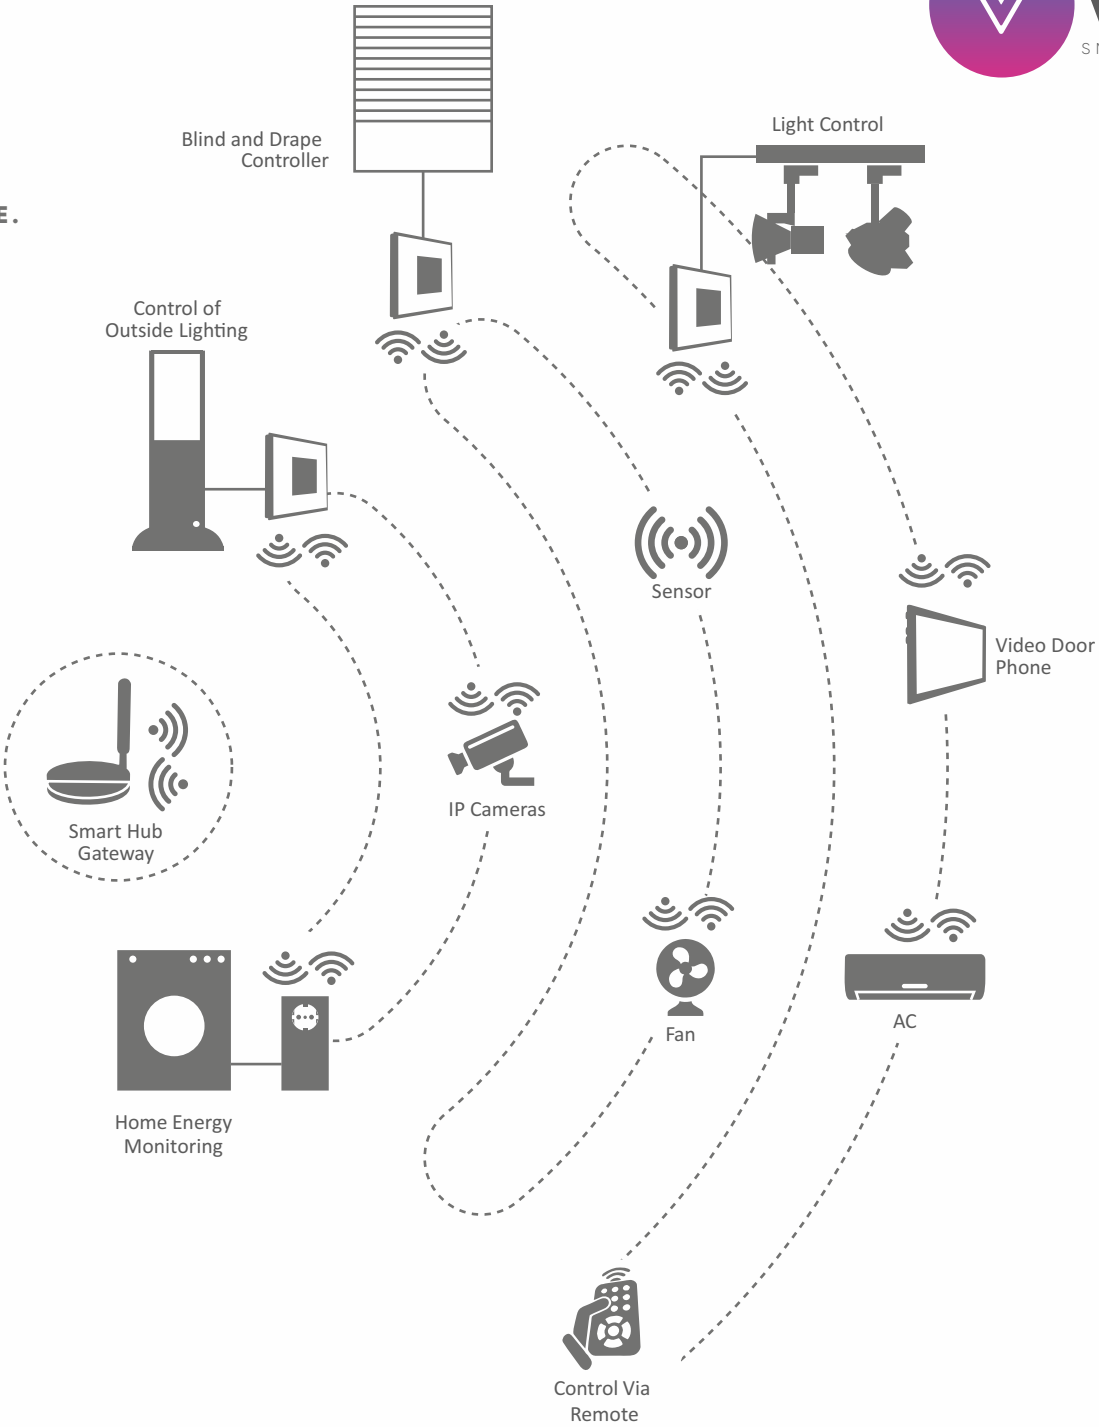 Blind and Drape
Controller
Light Control
E.
Control of
Outside Lighting
Sensor
Video Door
Phone
IP Cameras
Smart Hub
Gateway
Fan
AC
Home Energy
Monitoring
Control Via
Remote